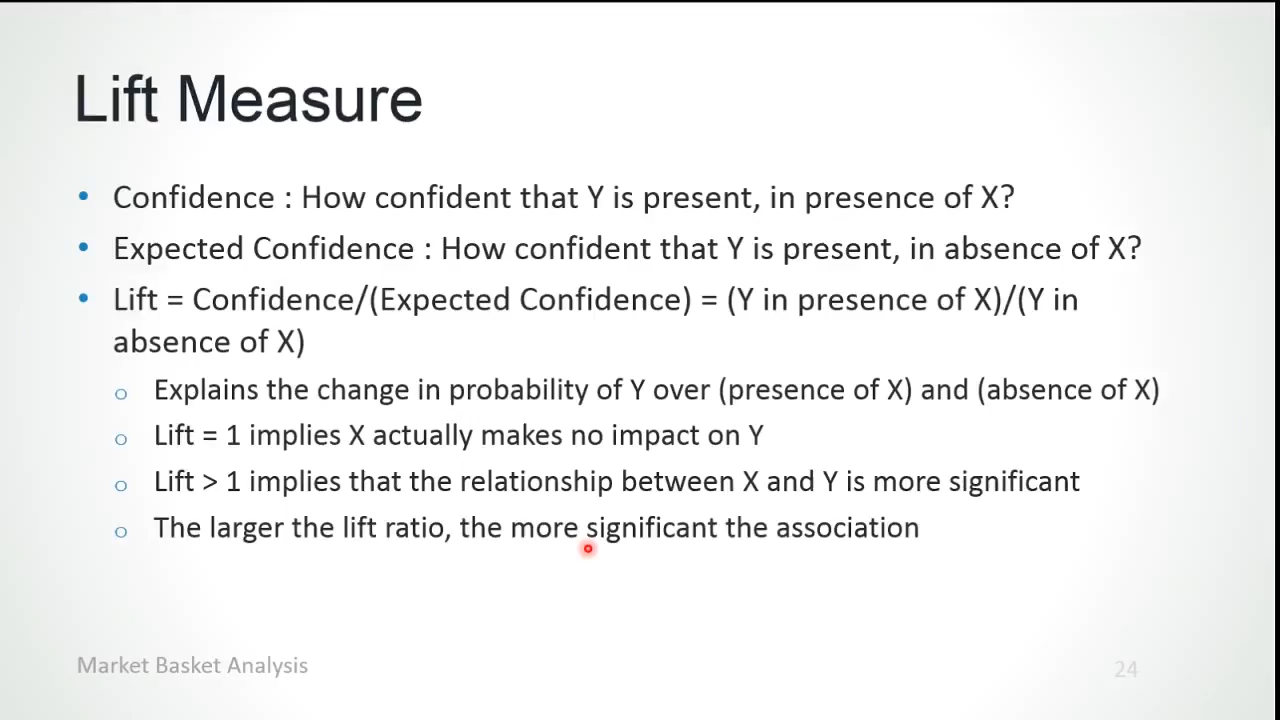 Lift Measure
• Confidence : How confident that Y is present, in presence of X?
• Expected Confidence : How confident that Y is present, in absence of X?
• Lift = Confidence/(Expected Confidence) = (Y in presence of X)/(Y in
absence of X)
o Explains the change in probability of Y over (presence of X) and (absence of X)
o Lift = 1 implies X actually makes no impact on Y
o Lift > 1 implies that the relationship between X and Y is more significant
o The larger the lift ratio, the more significant the association
Market Basket Analysis
24